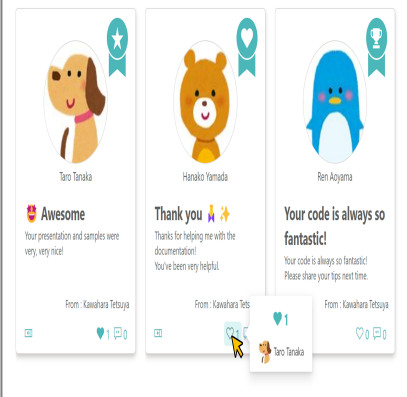 Taro Tanaka
Awesome
Your presentation and samples were
very, very nice!
From : Kawahara Tetsuya
1 0
Hanako Yamada
Thank you
Thanks for helping me with the
documentation!
You've been very helpful.
From : Kawahara Tets
1
Ren Aoyama
Your code is always so
fantastic!
Your code is always so fantastic!
Please share your tips next time.
From : Kawahara Tetsuya
0 0
1
Taro Tanaka